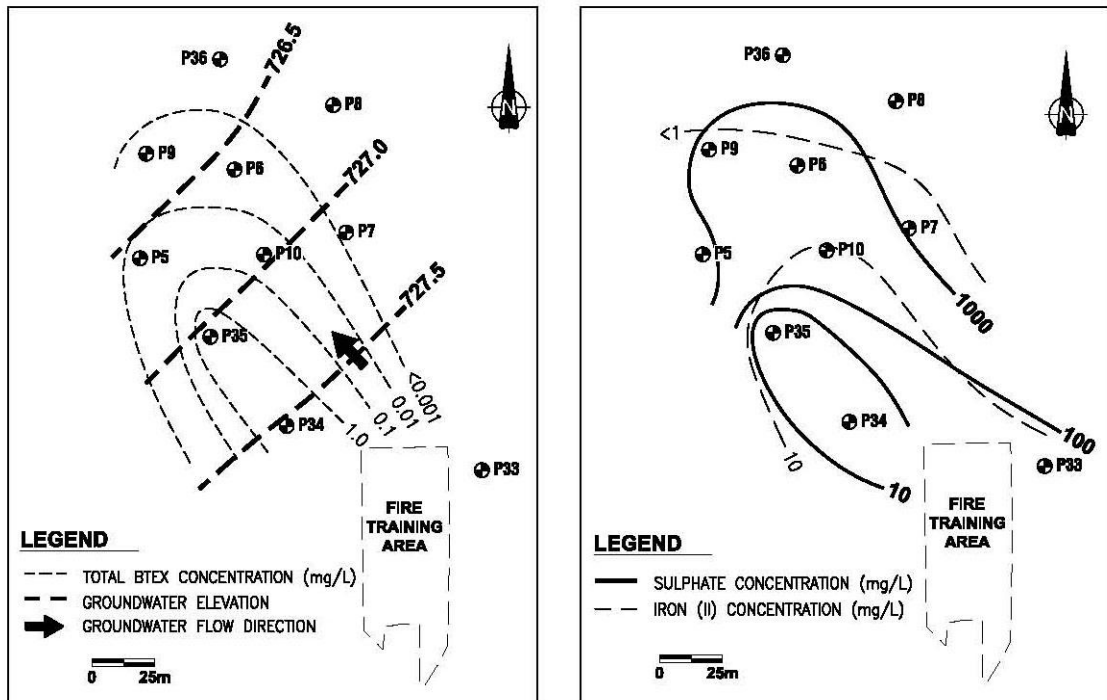 P36
726.5
P8
N
P9
P6
727.0
P7
P5
P10
727.5
P35
<0.001
0.01
0.1
1.0
P34
P33
FIRE
TRAINING
AREA
LEGEND
TOTAL BTEX CONCENTRATION (mg/L)
GROUNDWATER ELEVATION
GROUNDWATER FLOW DIRECTION
0 25m
P36
P8
N
<1
P9
P6
P7
P5
P10
1000
P35
P34
100
10
P33
10
FIRE
TRAINING
AREA
LEGEND
SULPHATE CONCENTRATION (mg/L)
IRON (II) CONCENTRATION (mg/L)
0 25m